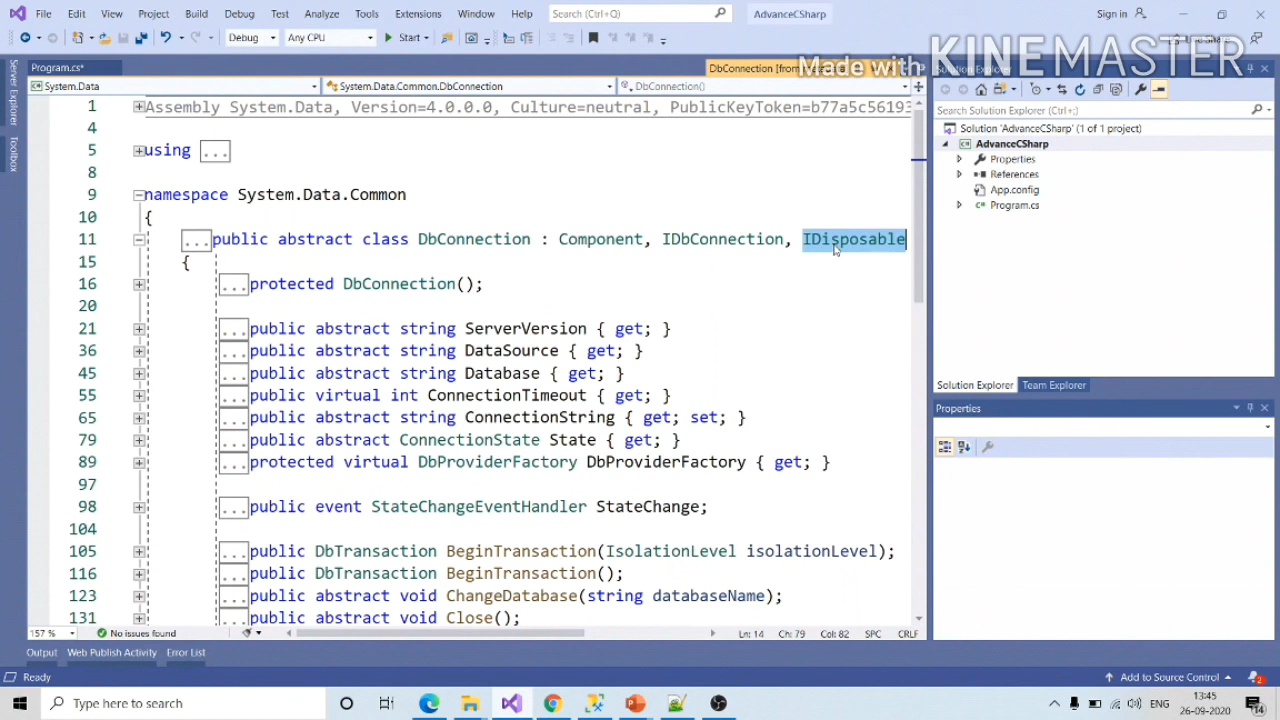 File Edit View Project Build Debug Test Analyze Tools Extensions Window Help Search (Ctrl+Q) AdvanceCSharp Sign in
Debug Any CPU Start
Made with KINEMASTER
Program.cs* DbConnection [from
Solution Explorer
System.Data System.Data.Common.DbConnection DbConnection()
Server Explorer
Toolbox
1 Assembly System.Data, Version=4.0.0.0, Culture=neutral, PublicKeyToken=b77a5c56193
4
5 using ...
8
9 namespace System.Data.Common
10 {
11 ...public abstract class DbConnection : Component, IDbConnection, IDisposable
15 {
16 ...protected DbConnection();
20
21 ...public abstract string ServerVersion { get; }
36 ...public abstract string DataSource { get; }
45 ...public abstract string Database { get; }
55 ...public virtual int ConnectionTimeout { get; }
65 ...public abstract string ConnectionString { get; set; }
79 ...public abstract ConnectionState State { get; }
89 ...protected virtual DbProviderFactory DbProviderFactory { get; }
97
98 ...public event StateChangeEventHandler StateChange;
104
105 ...public DbTransaction BeginTransaction(IsolationLevel isolationLevel);
116 ...public DbTransaction BeginTransaction();
123 ...public abstract void ChangeDatabase(string databaseName);
131 ...public abstract void Close();
157 % No issues found Ln: 14 Ch: 79 Col: 82 SPC CRLF
Search Solution Explorer (Ctrl+;)
Solution 'AdvanceCSharp' (1 of 1 project)
AdvanceCSharp
Properties
References
App.config
Program.cs
Solution Explorer Team Explorer
Properties
Output Web Publish Activity Error List
Ready Add to Source Control 2
Type here to search ENG 13:45
26-09-2020 14